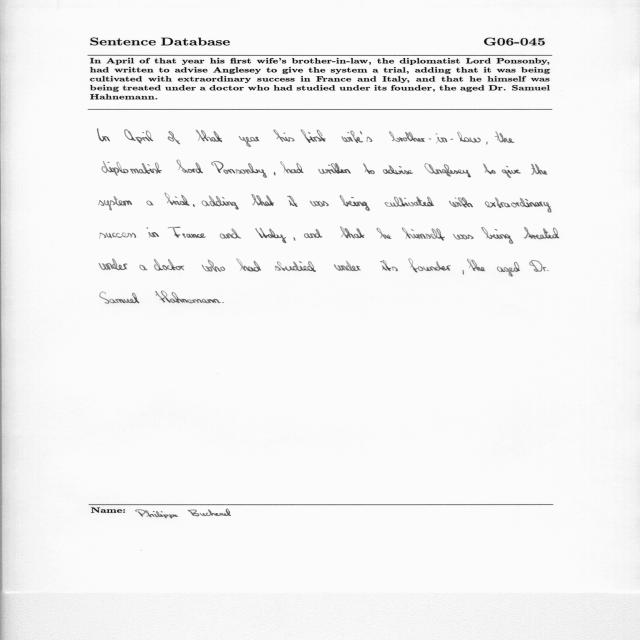 Sentence Database G06-045
In April of that year his first wife's brother-in-law, the diplomatist Lord Ponsonby,
had written to advise Anglesey to give the system a trial, adding that it was being
cultivated with extraordinary success in France and Italy, and that he himself was
being treated under a doctor who had studied under its founder, the aged Dr. Samuel
Hahnemann.
In April of that year his first wife's brother-in-law, the
diplomatist Lord Ponsonby, had written to advise Anglesey to give the
system a trial, adding that it was being cultivated with extraordinary
success in France and Italy, and that he himself was being treated
under a doctor who had studied under its founder, the aged Dr.
Samuel Hahnemann.
Name: Philippe